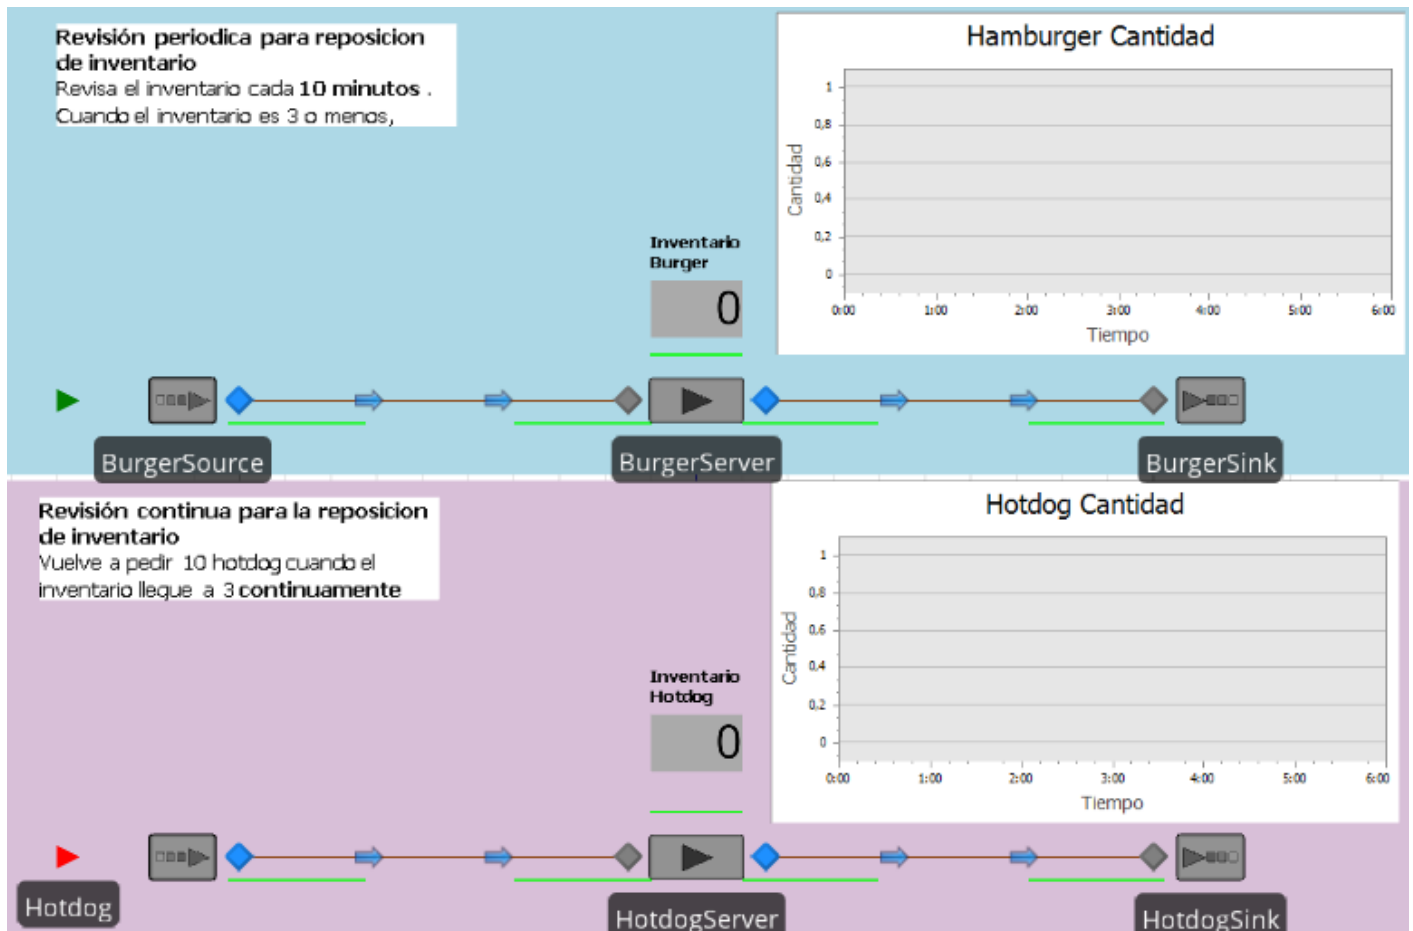 Revisión periodica para reposicion
de inventario
Revisa el inventario cada 10 minutos .
Cuando el inventario es 3 o menos,
Hamburger Cantidad
1
0,8
0,6
0,4
0,2
0
Cantidad
0:00 1:00 2:00 3:00 4:00 5:00 6:00
Tiempo
Inventario
Burger
0
BurgerSource
BurgerServer
BurgerSink
Revisión continua para la reposicion
de inventario
Vuelve a pedir 10 hotdog cuando el
inventario llegue a 3 continuamente
Hotdog Cantidad
1
0,8
0,6
0,4
0,2
0
Cantidad
0:00 1:00 2:00 3:00 4:00 5:00 6:00
Tiempo
Inventario
Hotdog
0
Hotdog
HotdogServer
HotdogSink